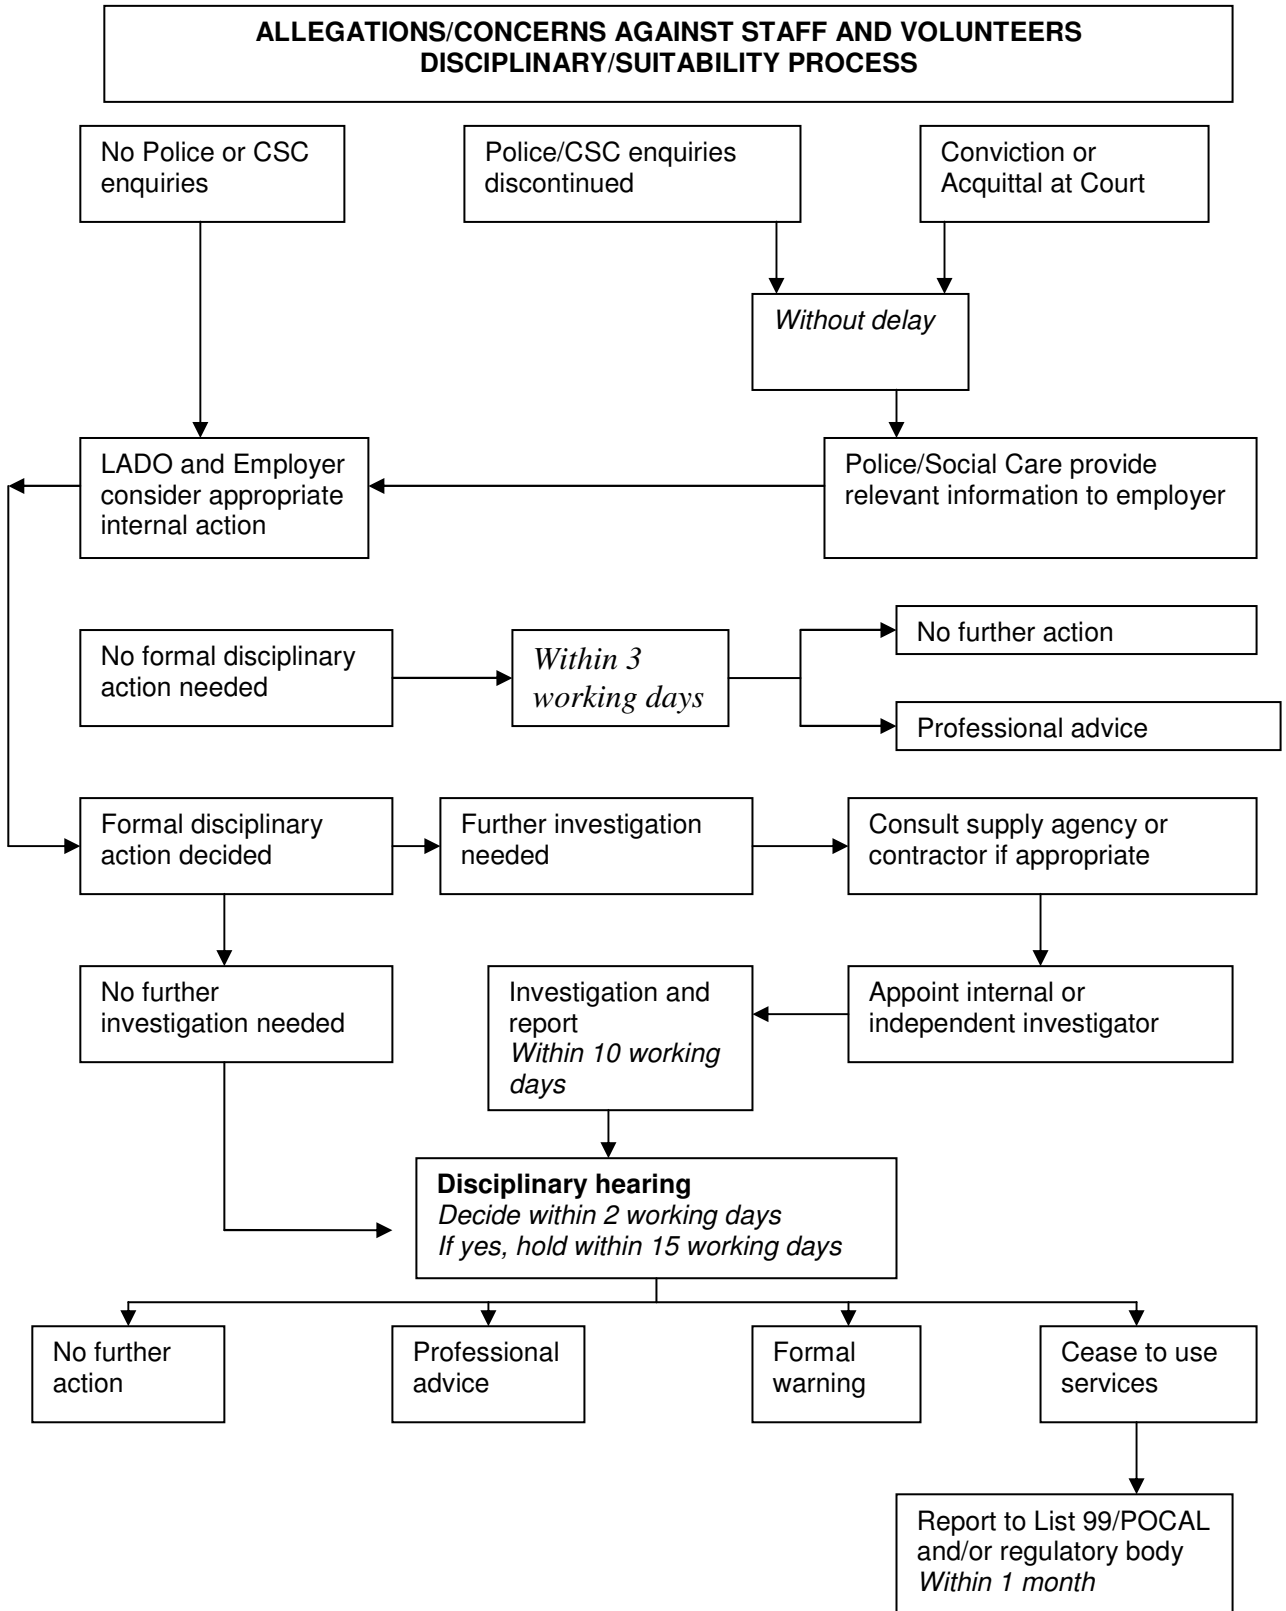 ALLEGATIONS/CONCERNS AGAINST STAFF AND VOLUNTEERS
DISCIPLINARY/SUITABILITY PROCESS
No Police or CSC
enquiries
Police/CSC enquiries
discontinued
Conviction or
Acquittal at Court
Without delay
LADO and Employer
consider appropriate
internal action
Police/Social Care provide
relevant information to employer
No formal disciplinary
action needed
Within 3
working days
No further action
Professional advice
Formal disciplinary
action decided
Further investigation
needed
Consult supply agency or
contractor if appropriate
No further
investigation needed
Investigation and
report
Within 10 working
days
Appoint internal or
independent investigator
Disciplinary hearing
Decide within 2 working days
If yes, hold within 15 working days
No further
action
Professional
advice
Formal
warning
Cease to use
services
Report to List 99/POCAL
and/or regulatory body
Within 1 month